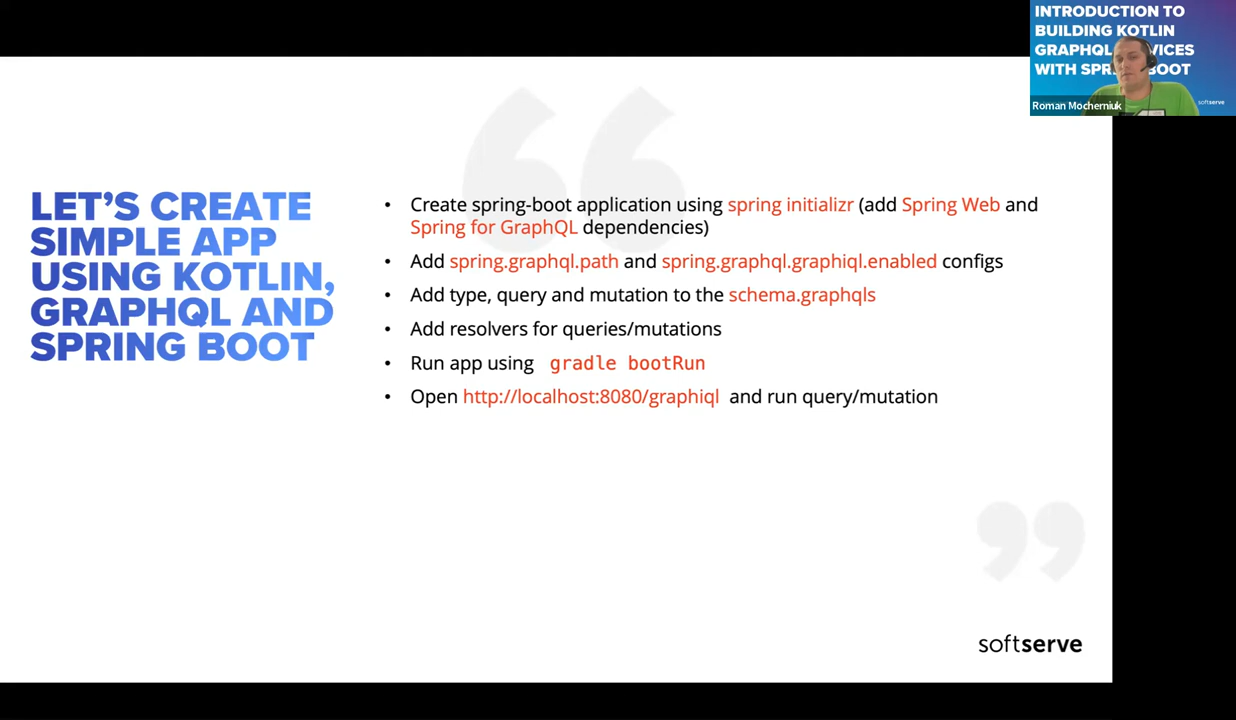 INTRODUCTION TO
BUILDING KOTLIN
GRAPHQL
WITH BOOT
Roman Mocherniuk
softserve
LET'S CREATE
SIMPLE APP
USING KOTLIN,
GRAPHQL AND
SPRING BOOT
• Create spring-boot application using spring initializr (add Spring Web and
Spring for GraphQL dependencies)
• Add spring.graphql.path and spring.graphql.graphiql.enabled configs
• Add type, query and mutation to the schema.graphqls
• Add resolvers for queries/mutations
• Run app using gradle bootRun
• Open http://localhost:8080/graphiql and run query/mutation
softserve